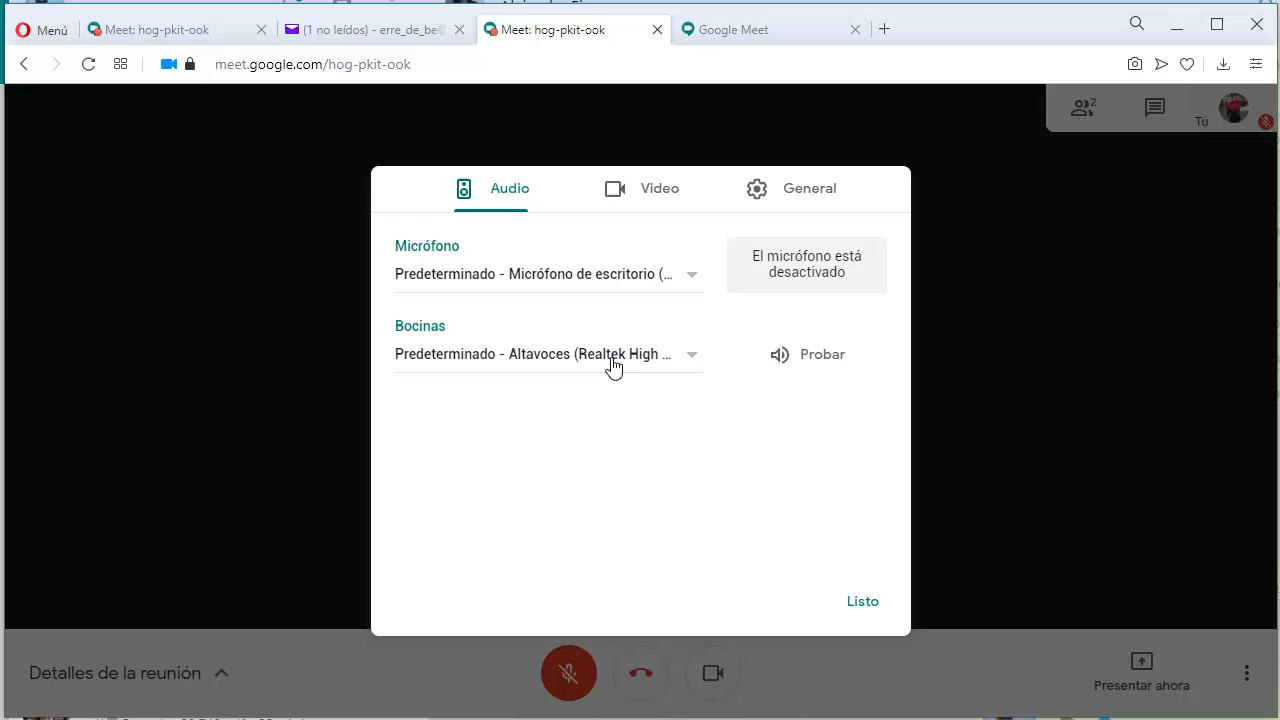 Menú
Meet: hog-pkit-ook
(1 no leídos) - erre_de_be@
Meet: hog-pkit-ook
Google Meet
meet.google.com/hog-pkit-ook
2
Tú
Audio
Video
General
Micrófono
Predeterminado - Micrófono de escritorio (...
El micrófono está
desactivado
Bocinas
Predeterminado - Altavoces (Realtek High ...
Probar
Listo
Detalles de la reunión
Presentar ahora